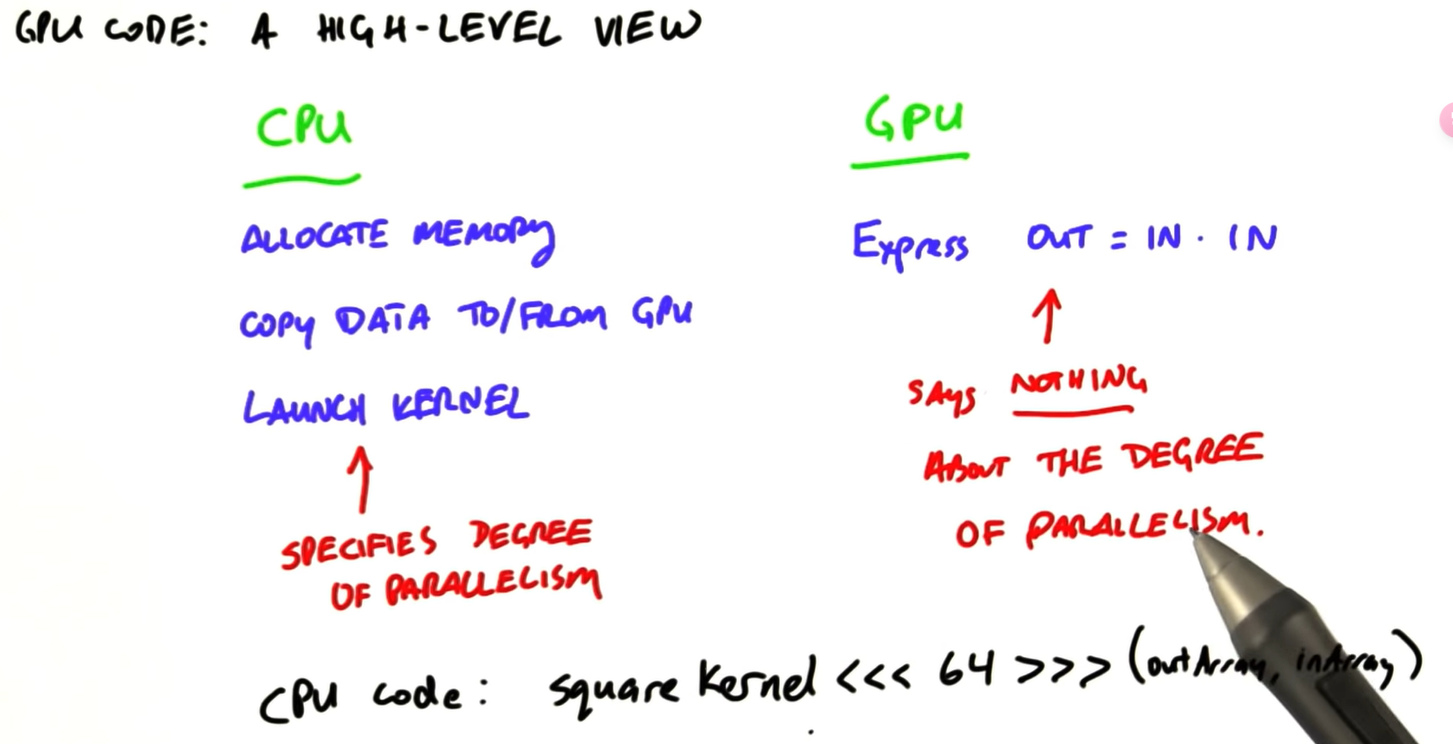 GPU CODE: A HIGH-LEVEL VIEW
CPU
GPU
ALLOCATE MEMORY
Express OUT = IN · IN
COPY DATA TO/FROM GPU
LAUNCH KERNEL
SAYS NOTHING
ABOUT THE DEGREE
OF PARALLELISM.
SPECIFIES DEGREE
OF PARALLELISM
CPU code: square Kernel <<< 64 >>> (outArray, inArray)